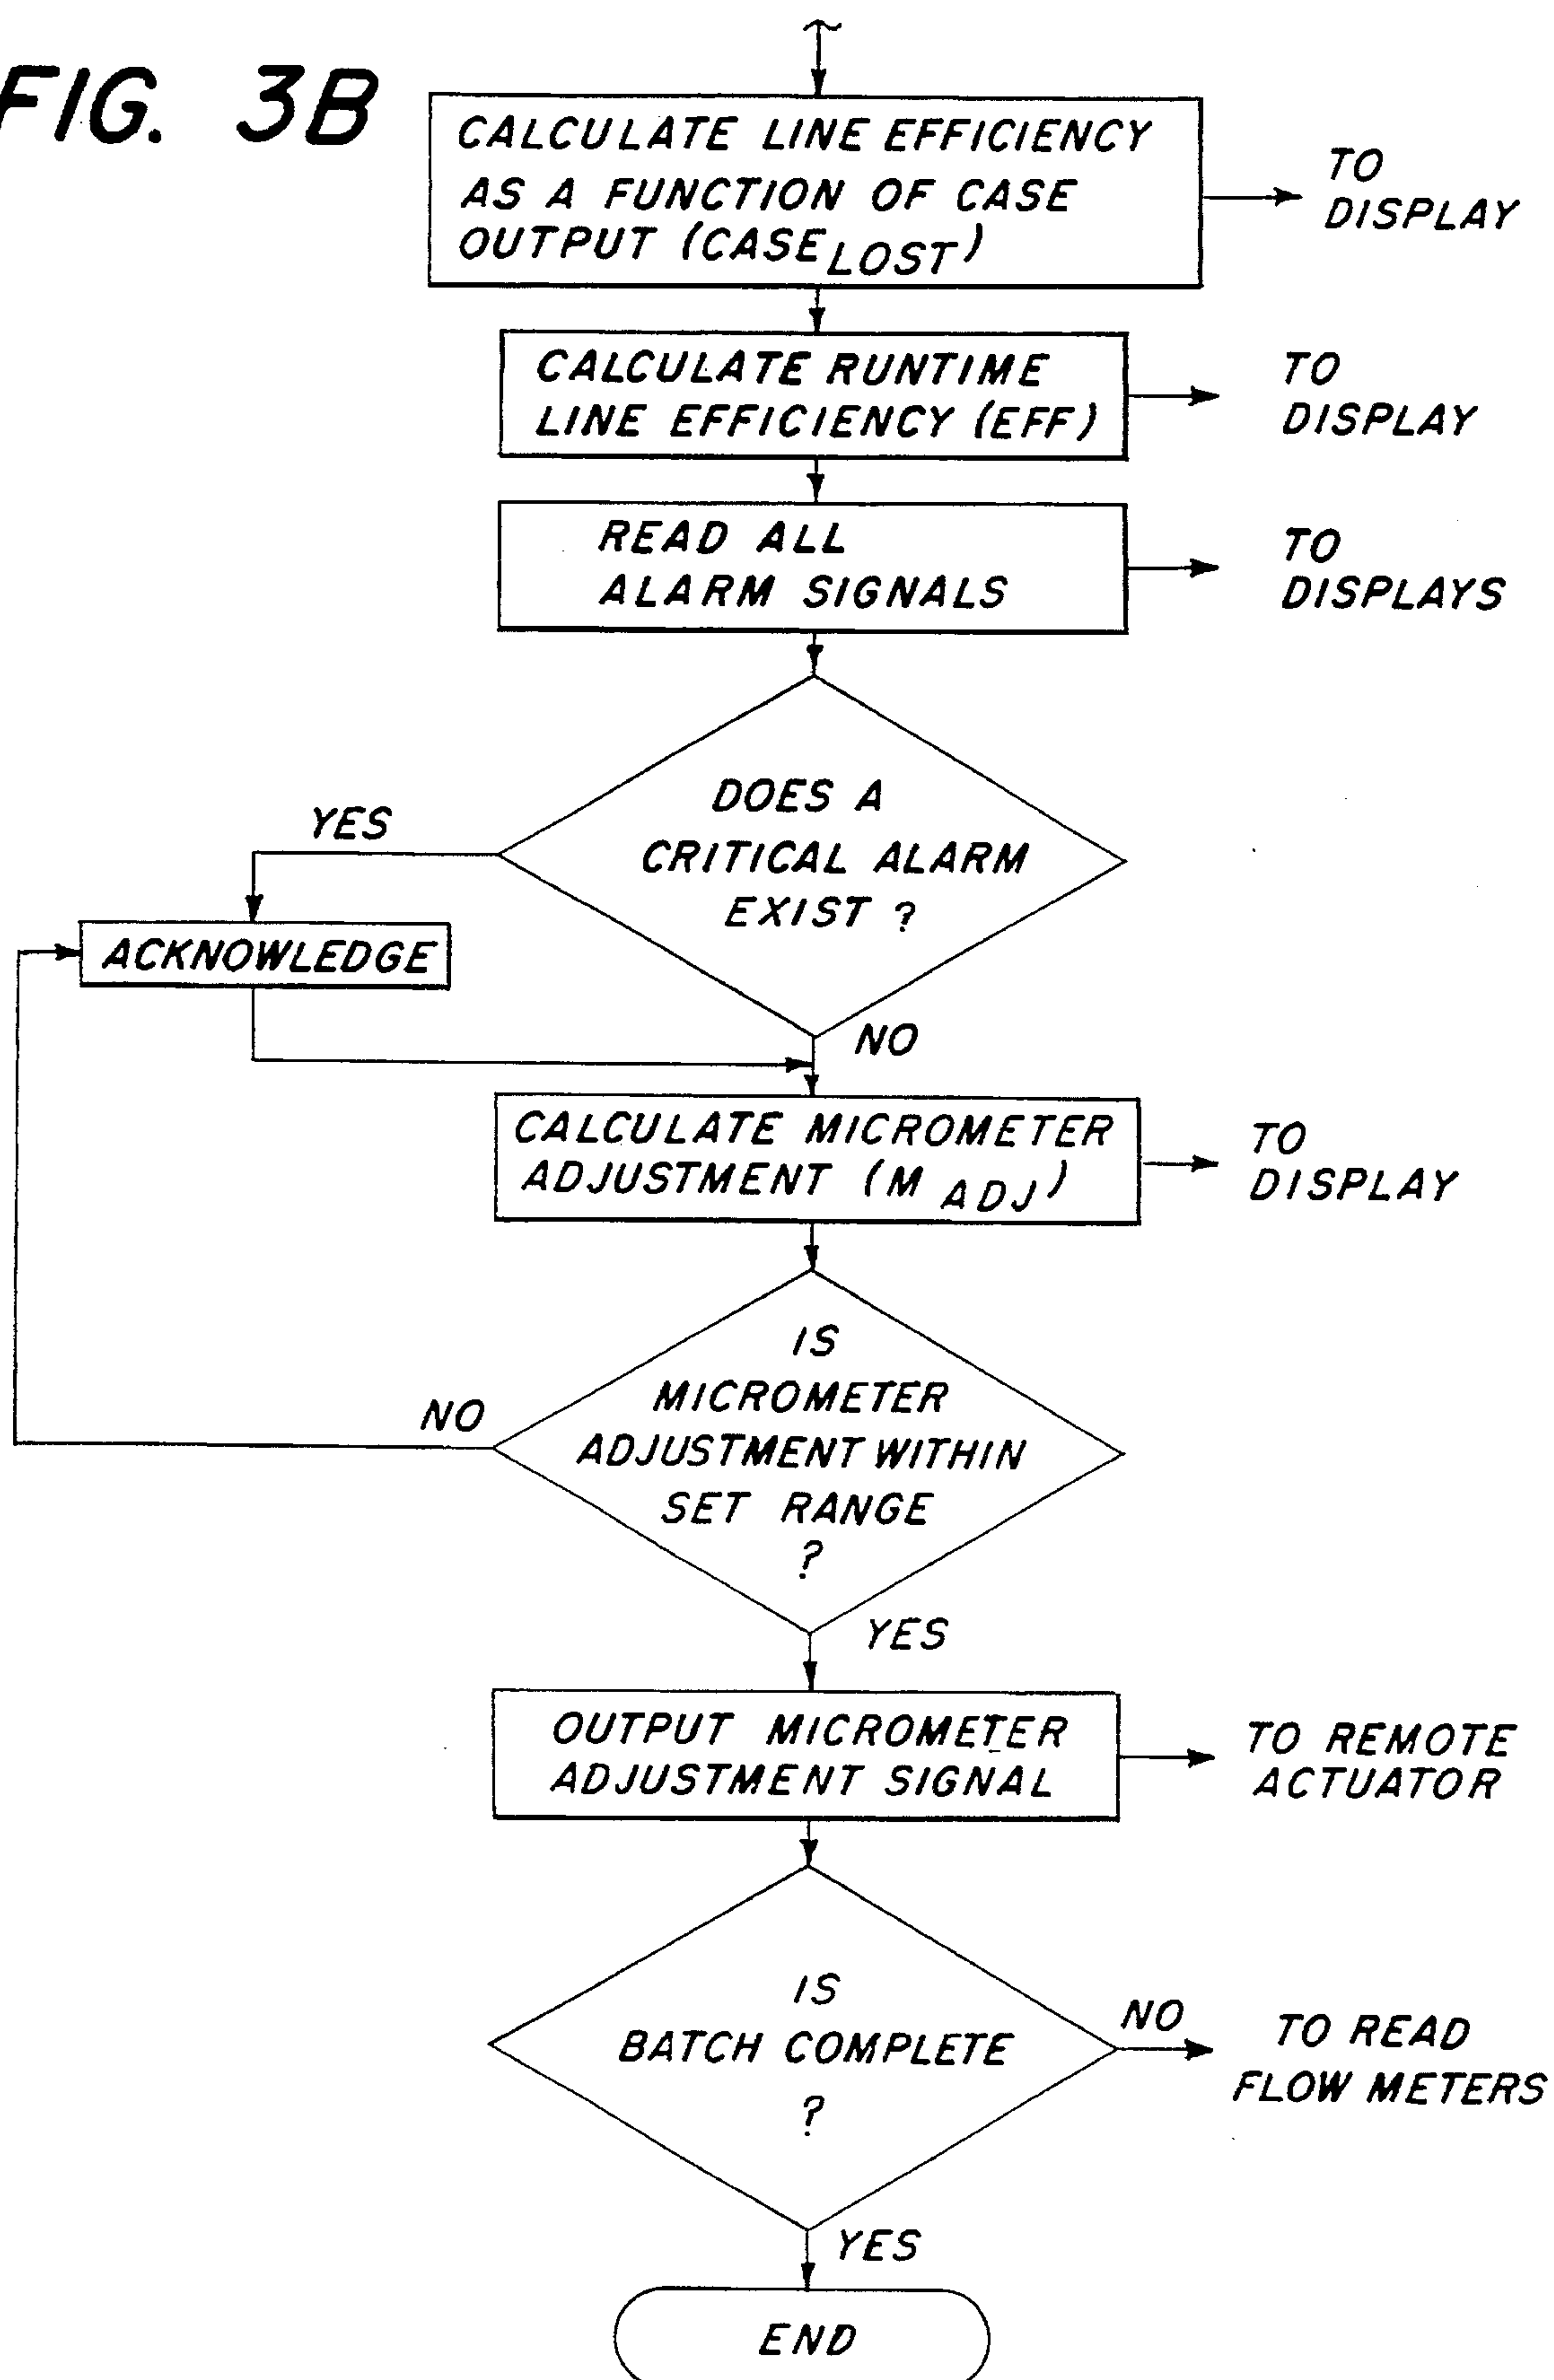 FIG. 3B
CALCULATE LINE EFFICIENCY
AS A FUNCTION OF CASE
OUTPUT (CASE LOST)
TO
DISPLAY
CALCULATE RUNTIME
LINE EFFICIENCY (EFF)
TO
DISPLAY
READ ALL
ALARM SIGNALS
TO
DISPLAYS
DOES A
CRITICAL ALARM
EXIST ?
YES
ACKNOWLEDGE
NO
CALCULATE MICROMETER
ADJUSTMENT (M ADJ)
TO
DISPLAY
IS
MICROMETER
ADJUSTMENT WITHIN
SET RANGE
?
NO
YES
OUTPUT MICROMETER
ADJUSTMENT SIGNAL
TO REMOTE
ACTUATOR
IS
BATCH COMPLETE
?
NO
TO READ
FLOW METERS
YES
END